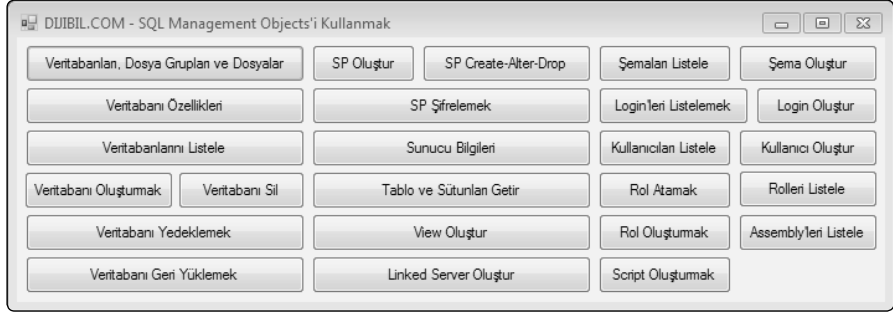 DIJIBIL.COM - SQL Management Objects'i Kullanmak
Veritabanları, Dosya Grupları ve Dosyalar
SP Oluştur
SP Create-Alter-Drop
Şemaları Listele
Şema Oluştur
Veritabanı Özellikleri
SP Şifrelemek
Login'leri Listelemek
Login Oluştur
Veritabanlarını Listele
Sunucu Bilgileri
Kullanıcıları Listele
Kullanıcı Oluştur
Veritabanı Oluşturmak
Veritabanı Sil
Tablo ve Sütunları Getir
Rol Atamak
Rolleri Listele
Veritabanı Yedeklemek
View Oluştur
Rol Oluşturmak
Assembly'leri Listele
Veritabanı Geri Yüklemek
Linked Server Oluştur
Script Oluşturmak